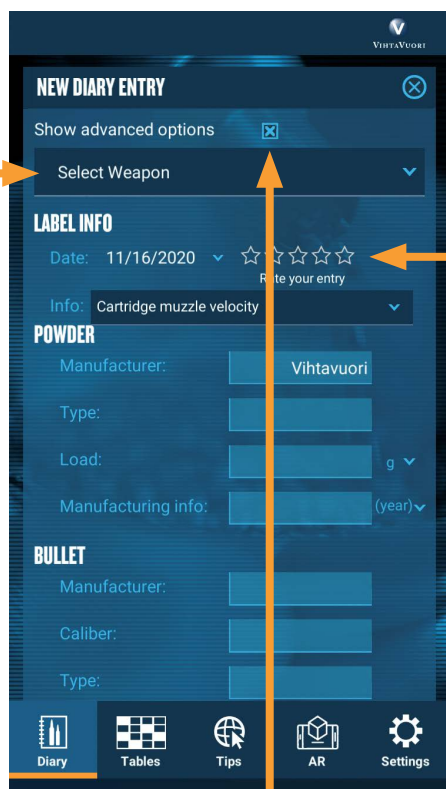 VIHTAVUORI
NEW DIARY ENTRY
Show advanced options
Select Weapon
LABEL INFO
Date: 11/16/2020
Rate your entry
Info: Cartridge muzzle velocity
POWDER
Manufacturer: Vihtavuori
Type:
Load: g
Manufacturing info: (year)
BULLET
Manufacturer:
Caliber:
Type:
Diary Tables Tips AR Settings